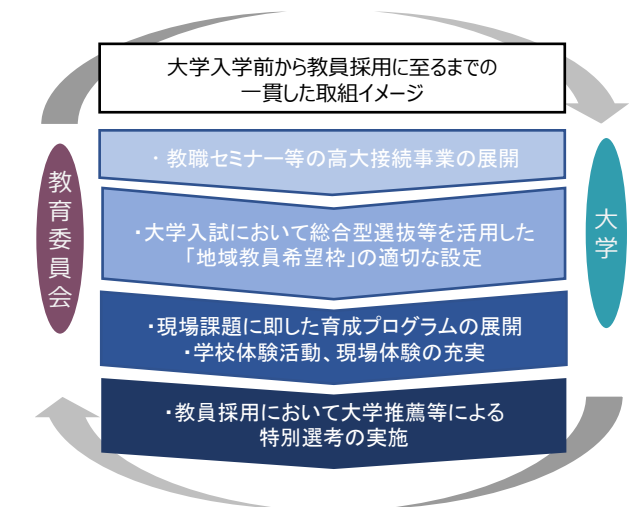 大学入学前から教員採用に至るまでの
一貫した取組イメージ
・教職セミナー等の高大接続事業の展開
教育委員会
・大学入試において総合型選抜等を活用した
「地域教員希望枠」の適切な設定
大学
・現場課題に即した育成プログラムの展開
・学校体験活動、現場体験の充実
・教員採用において大学推薦等による
特別選考の実施